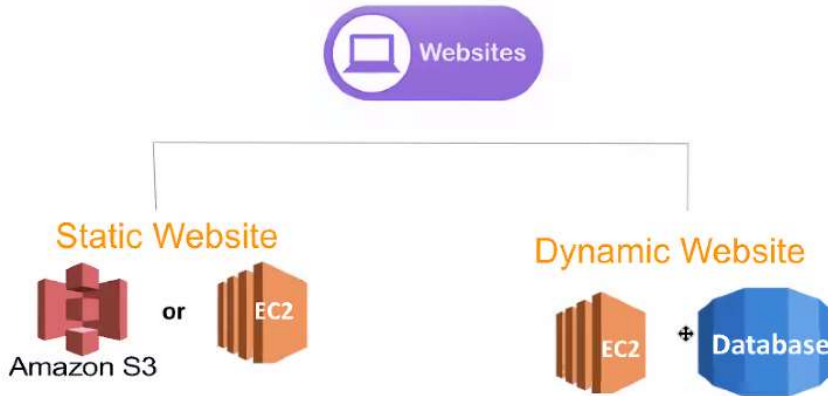 Websites
Static Website
Dynamic Website
or
EC2
Amazon S3
EC2
Database